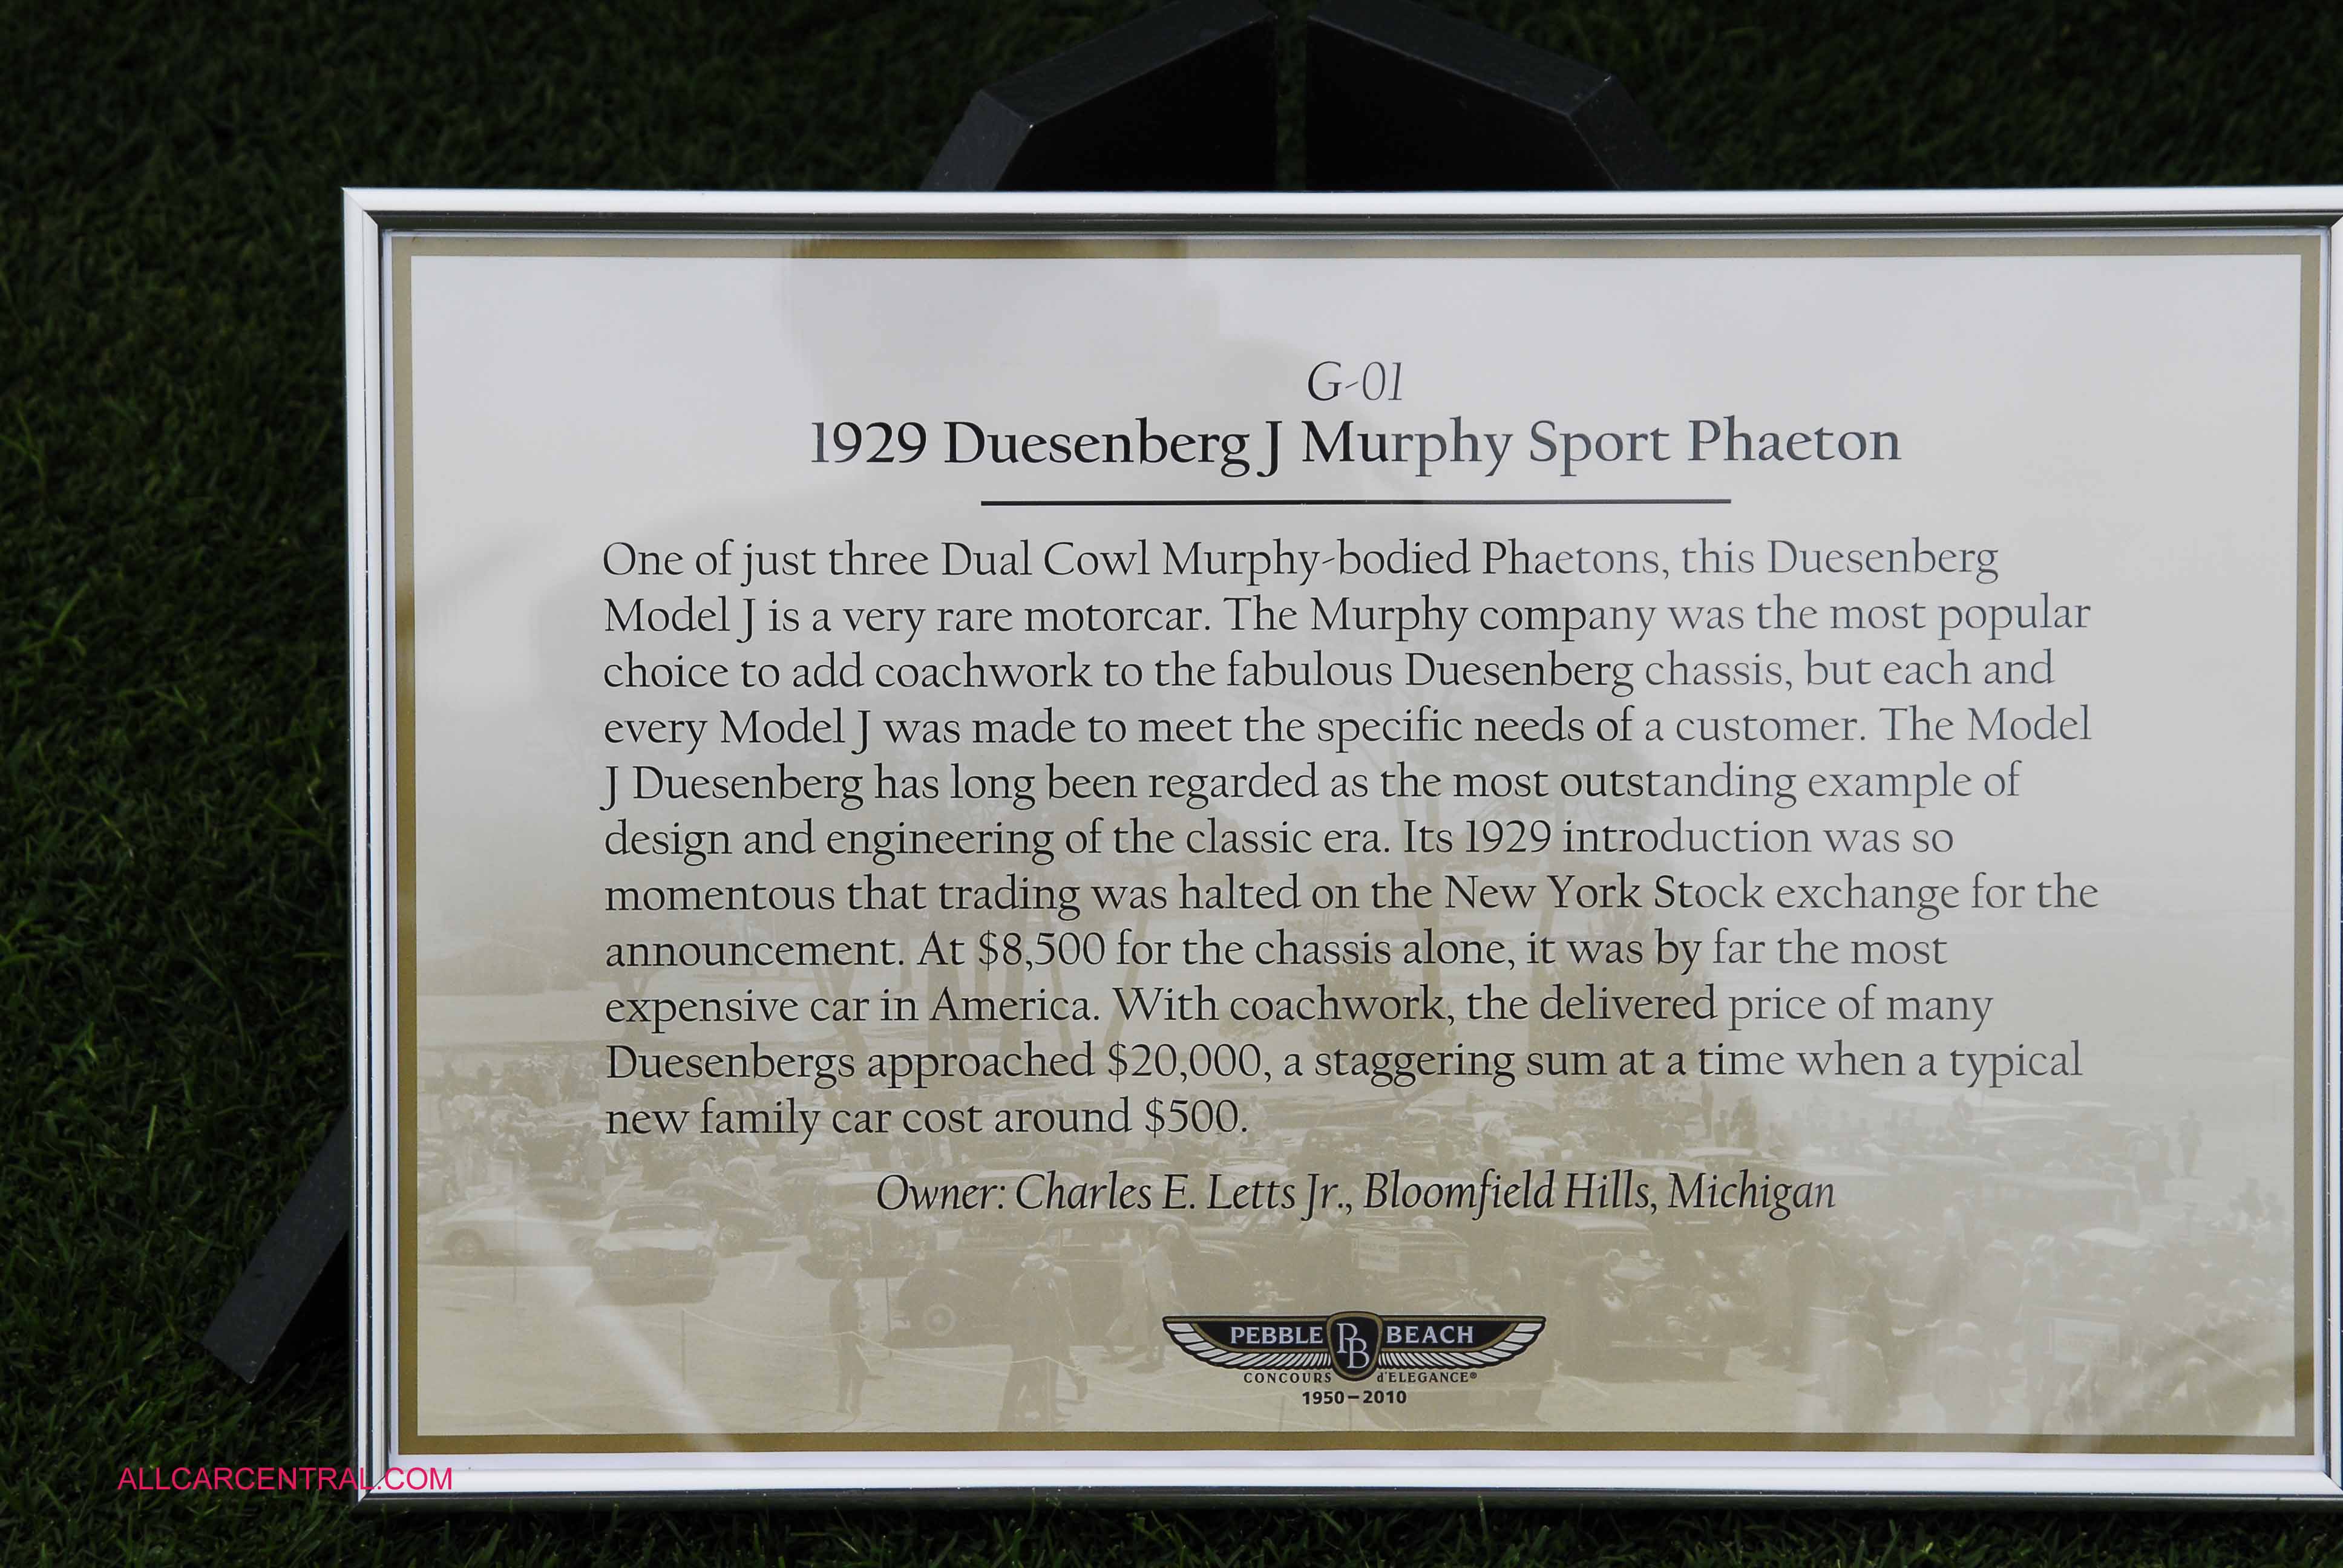 G-01
1929 Duesenberg J Murphy Sport Phaeton
One of just three Dual Cowl Murphy-bodied Phaetons, this Duesenberg
Model J is a very rare motorcar. The Murphy company was the most popular
choice to add coachwork to the fabulous Duesenberg chassis, but each and
every Model J was made to meet the specific needs of a customer. The Model
J Duesenberg has long been regarded as the most outstanding example of
design and engineering of the classic era. Its 1929 introduction was so
momentous that trading was halted on the New York Stock exchange for the
announcement. At $8,500 for the chassis alone, it was by far the most
expensive car in America. With coachwork, the delivered price of many
Duesenbergs approached $20,000, a staggering sum at a time when a typical
new family car cost around $500.
Owner: Charles E. Letts Jr., Bloomfield Hills, Michigan
PEBBLE PB BEACH
CONCOURS d'ELEGANCE®
1950–2010
ALLCARCENTRAL.COM